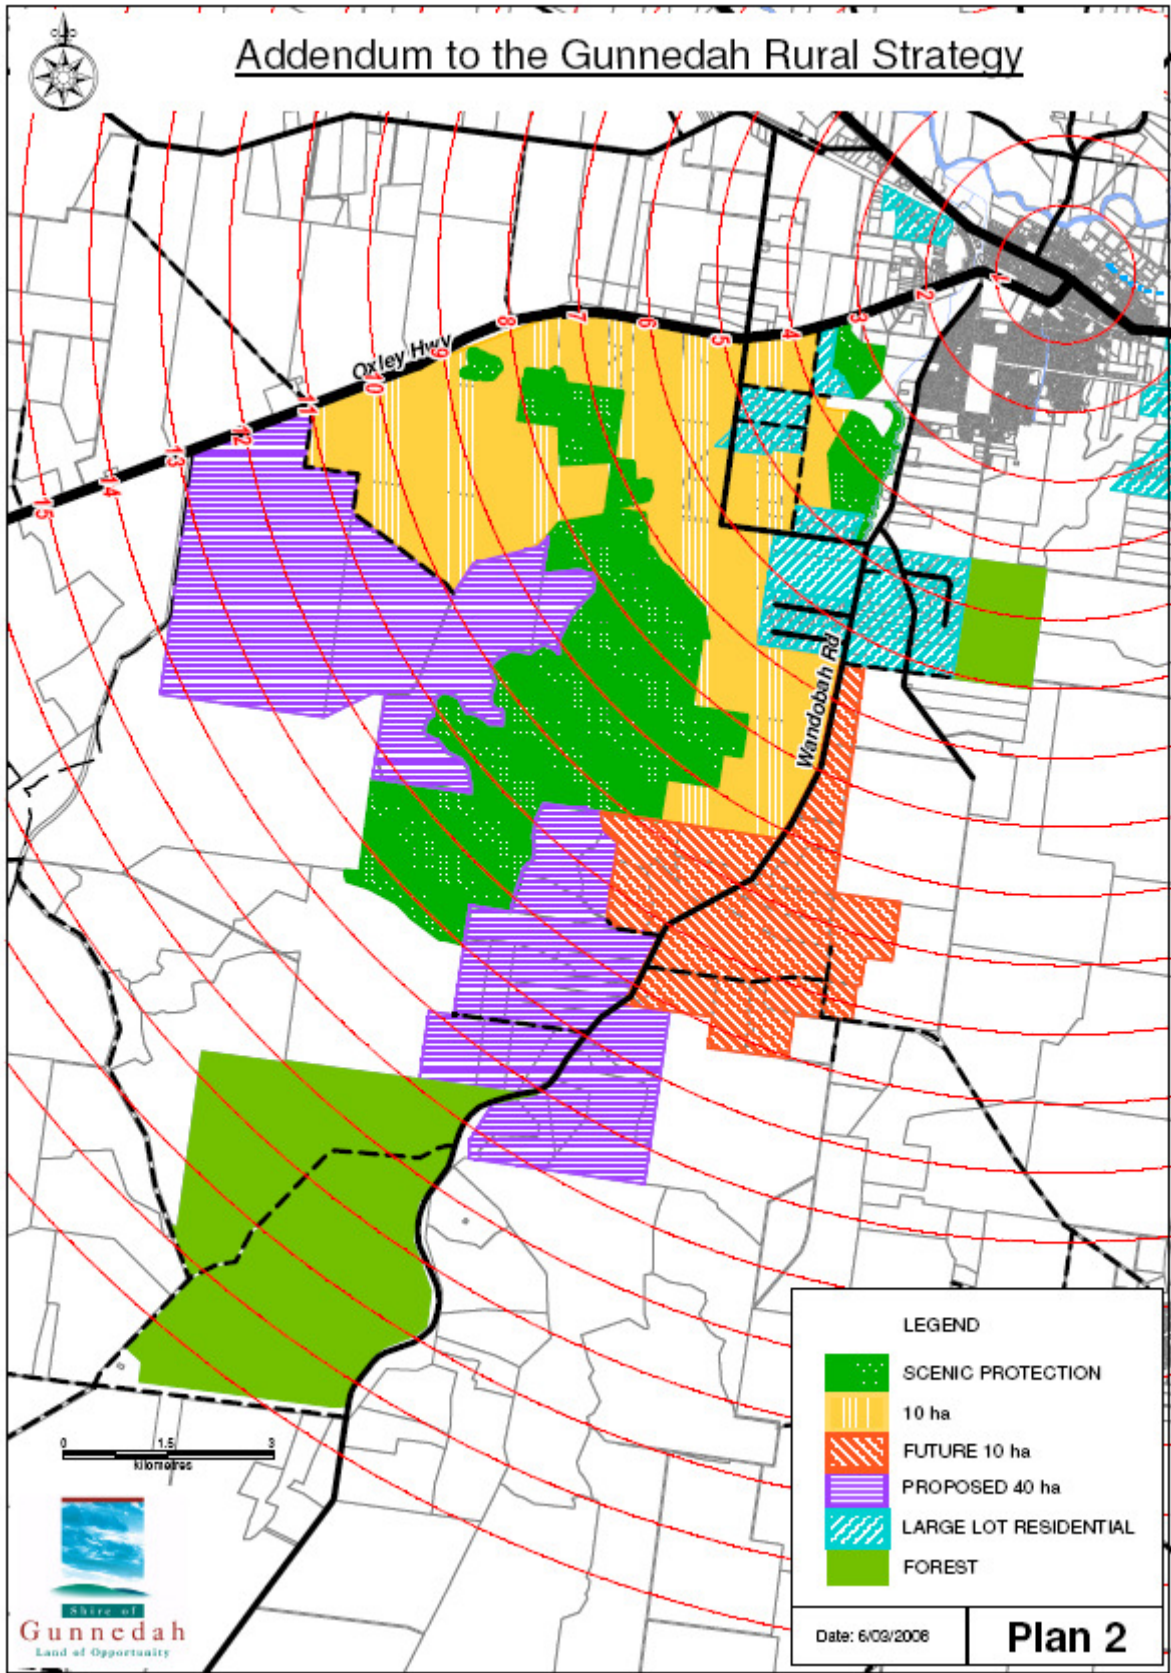 Addendum to the Gunnedah Rural Strategy
1
2
3
4
5
6
7
8
9
10
11
12
13
14
15
Oxley Hwy
Wandobah Rd
LEGEND
SCENIC PROTECTION
10 ha
FUTURE 10 ha
PROPOSED 40 ha
LARGE LOT RESIDENTIAL
FOREST
0 1.5 3
kilometres
Shire of
Gunnedah
Land of Opportunity
Date: 6/03/2008
Plan 2